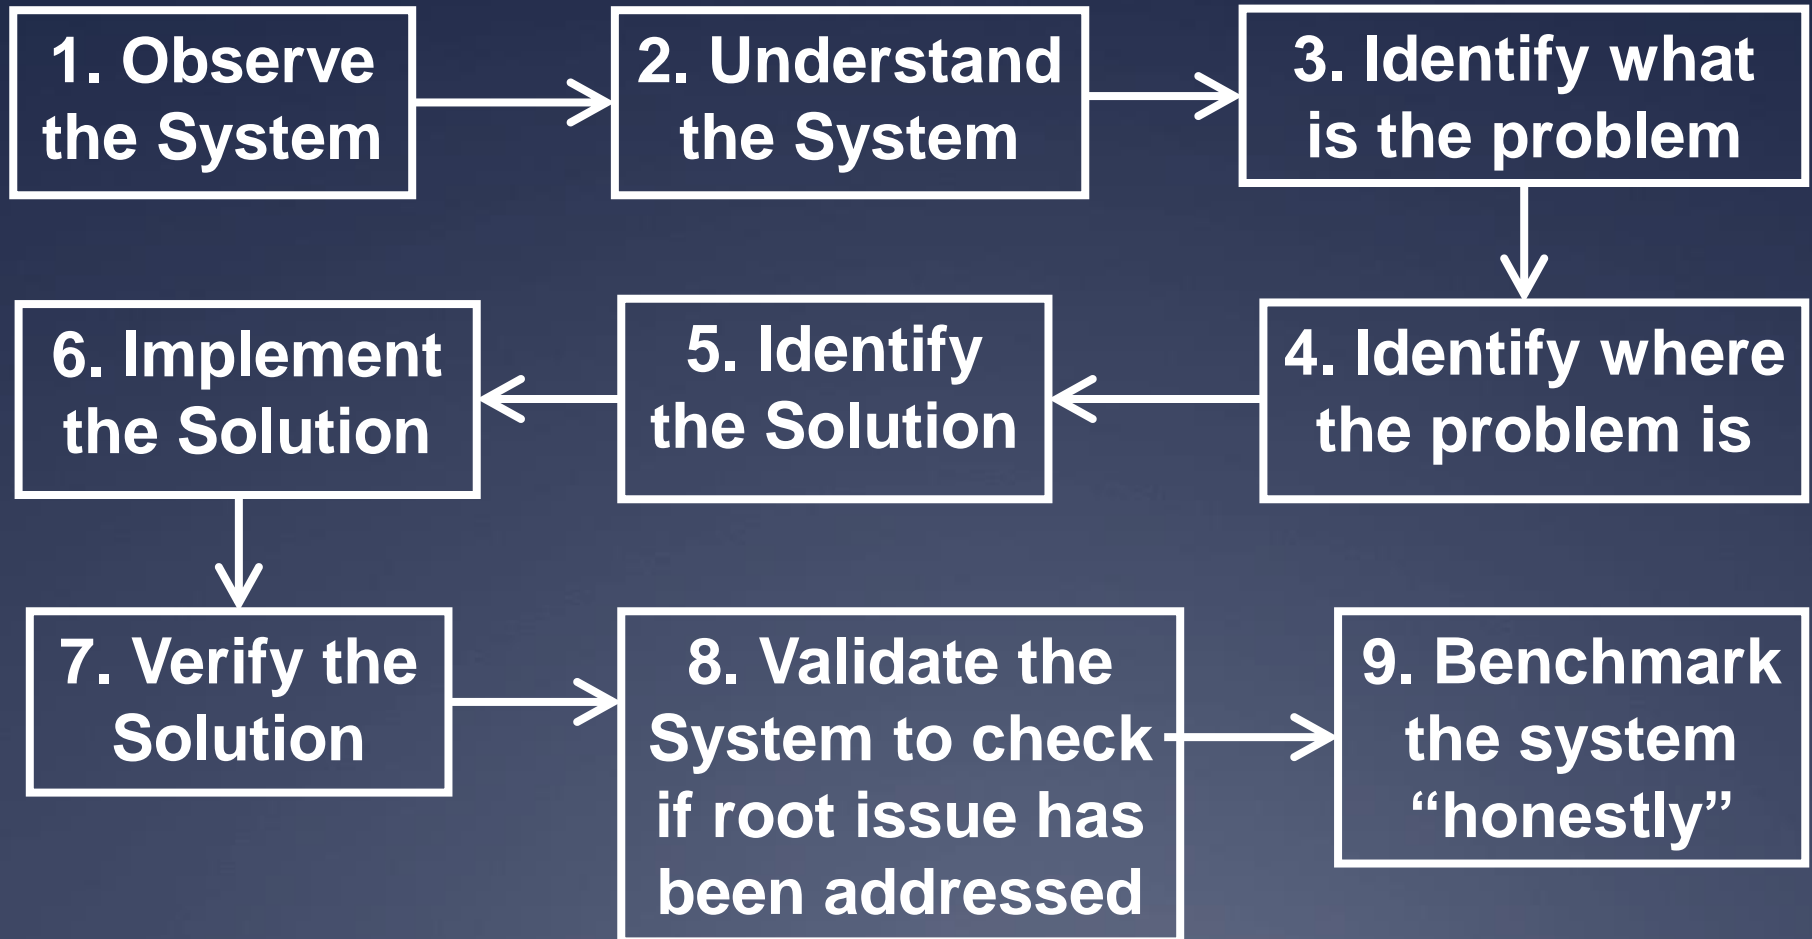 1. Observe
the System
2. Understand
the System
3. Identify what
is the problem
4. Identify where
the problem is
5. Identify
the Solution
6. Implement
the Solution
7. Verify the
Solution
8. Validate the
System to check
if root issue has
been addressed
9. Benchmark
the system
“honestly”